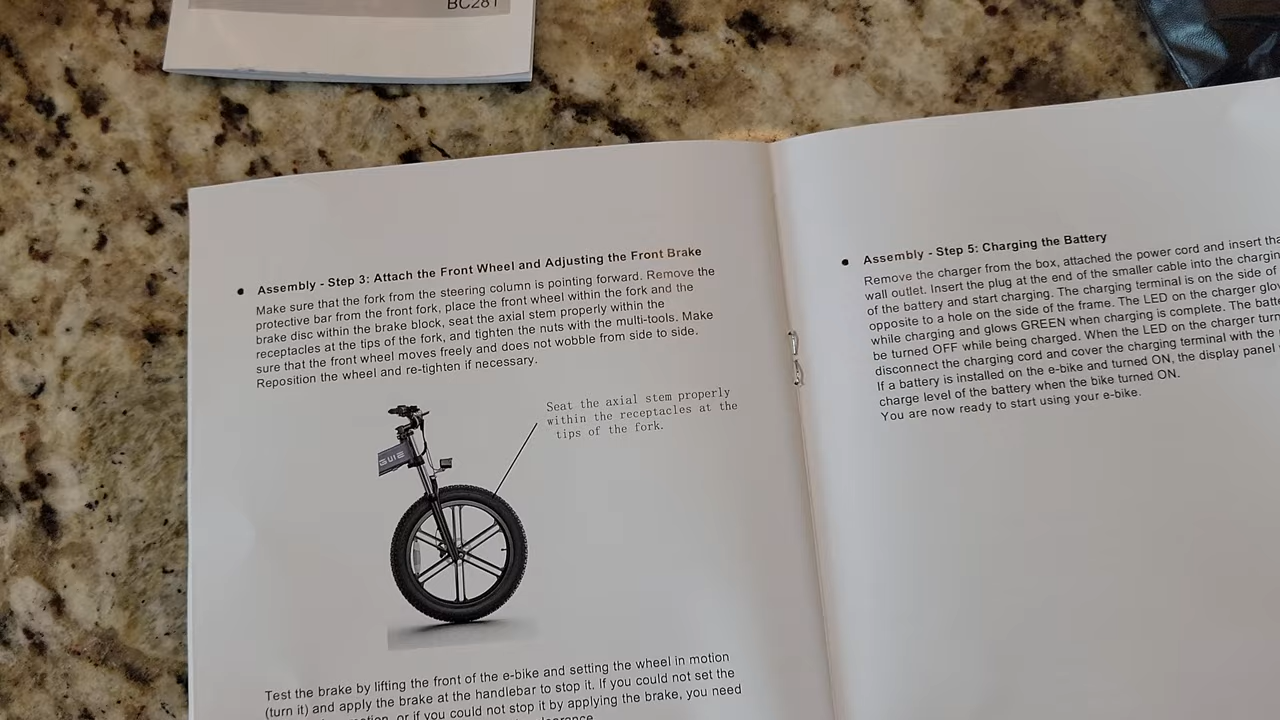 BC281
Assembly - Step 3: Attach the Front Wheel and Adjusting the Front Brake
Make sure that the fork from the steering column is pointing forward. Remove the
protective bar from the front fork, place the front wheel within the fork and the
brake disc within the brake block, seat the axial stem properly within the
receptacles at the tips of the fork, and tighten the nuts with the multi-tools. Make
sure that the front wheel moves freely and does not wobble from side to side.
Reposition the wheel and re-tighten if necessary.
Seat the axial stem properly
within the receptacles at the
tips of the fork.
Test the brake by lifting the front of the e-bike and setting the wheel in motion
(turn it) and apply the brake at the handlebar to stop it. If you could not set the
or if you could not stop it by applying the brake, you need
Assembly - Step 5: Charging the Battery
Remove the charger from the box, attached the power cord and insert
wall outlet. Insert the plug at the end of the smaller cable into the
of the battery and start charging. The charging terminal is on the side of
opposite to a hole on the side of the frame. The LED on the charger
while charging and glows GREEN when charging is complete. The
be turned OFF while being charged. When the LED on the charger
disconnect the charging cord and cover the charging terminal with the
If a battery is installed on the e-bike and turned ON, the display panel
charge level of the battery when the bike turned ON.
You are now ready to start using your e-bike.